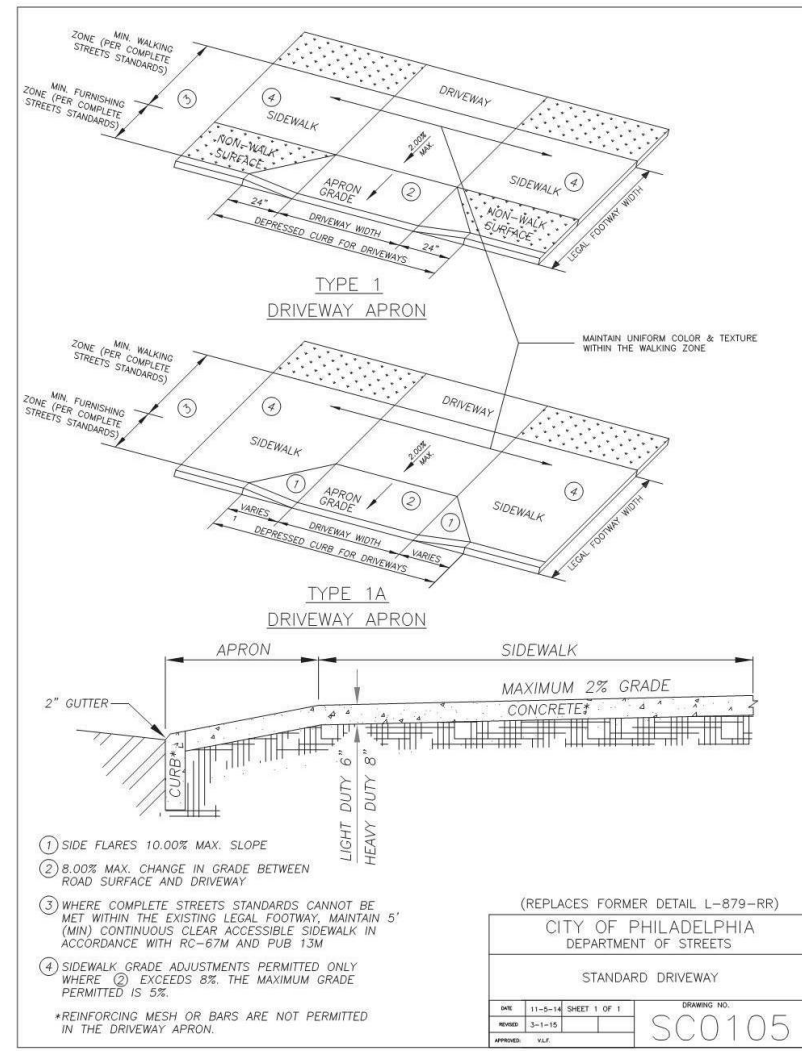 MIN. WALKING
ZONE (PER COMPLETE
STREETS STANDARDS)
MIN. FURNISHING
ZONE (PER COMPLETE
STREETS STANDARDS)
3
4
SIDEWALK
NON-WALK
SURFACE
DRIVEWAY
2.00%
MAX.
APRON
GRADE
2
SIDEWALK
4
NON-WALK
SURFACE
24"
DRIVEWAY WIDTH
24"
DEPRESSED CURB FOR DRIVEWAYS
LEGAL FOOTWAY WIDTH
TYPE 1
DRIVEWAY APRON
MAINTAIN UNIFORM COLOR & TEXTURE
WITHIN THE WALKING ZONE
MIN. WALKING
ZONE (PER COMPLETE
STREETS STANDARDS)
MIN. FURNISHING
ZONE (PER COMPLETE
STREETS STANDARDS)
3
4
SIDEWALK
DRIVEWAY
2.00%
MAX.
1
APRON
GRADE
2
1
SIDEWALK
4
VARIES
1
DRIVEWAY WIDTH
VARIES
DEPRESSED CURB FOR DRIVEWAYS
LEGAL FOOTWAY WIDTH
TYPE 1A
DRIVEWAY APRON
APRON
SIDEWALK
2" GUTTER
MAXIMUM 2% GRADE
CONCRETE*
CURB*
LIGHT DUTY 6"
HEAVY DUTY 8"
1 SIDE FLARES 10.00% MAX. SLOPE
2 8.00% MAX. CHANGE IN GRADE BETWEEN
ROAD SURFACE AND DRIVEWAY
3 WHERE COMPLETE STREETS STANDARDS CANNOT BE
MET WITHIN THE EXISTING LEGAL FOOTWAY, MAINTAIN 5'
(MIN) CONTINUOUS CLEAR ACCESSIBLE SIDEWALK IN
ACCORDANCE WITH RC-67M AND PUB 13M
4 SIDEWALK GRADE ADJUSTMENTS PERMITTED ONLY
WHERE 2 EXCEEDS 8%. THE MAXIMUM GRADE
PERMITTED IS 5%.
*REINFORCING MESH OR BARS ARE NOT PERMITTED
IN THE DRIVEWAY APRON.
(REPLACES FORMER DETAIL L-879-RR)
CITY OF PHILADELPHIA
DEPARTMENT OF STREETS
STANDARD DRIVEWAY
DATE 11-5-14 SHEET 1 OF 1
REVISED 3-1-15
APPROVED: V.L.F.
DRAWING NO.
SC0105